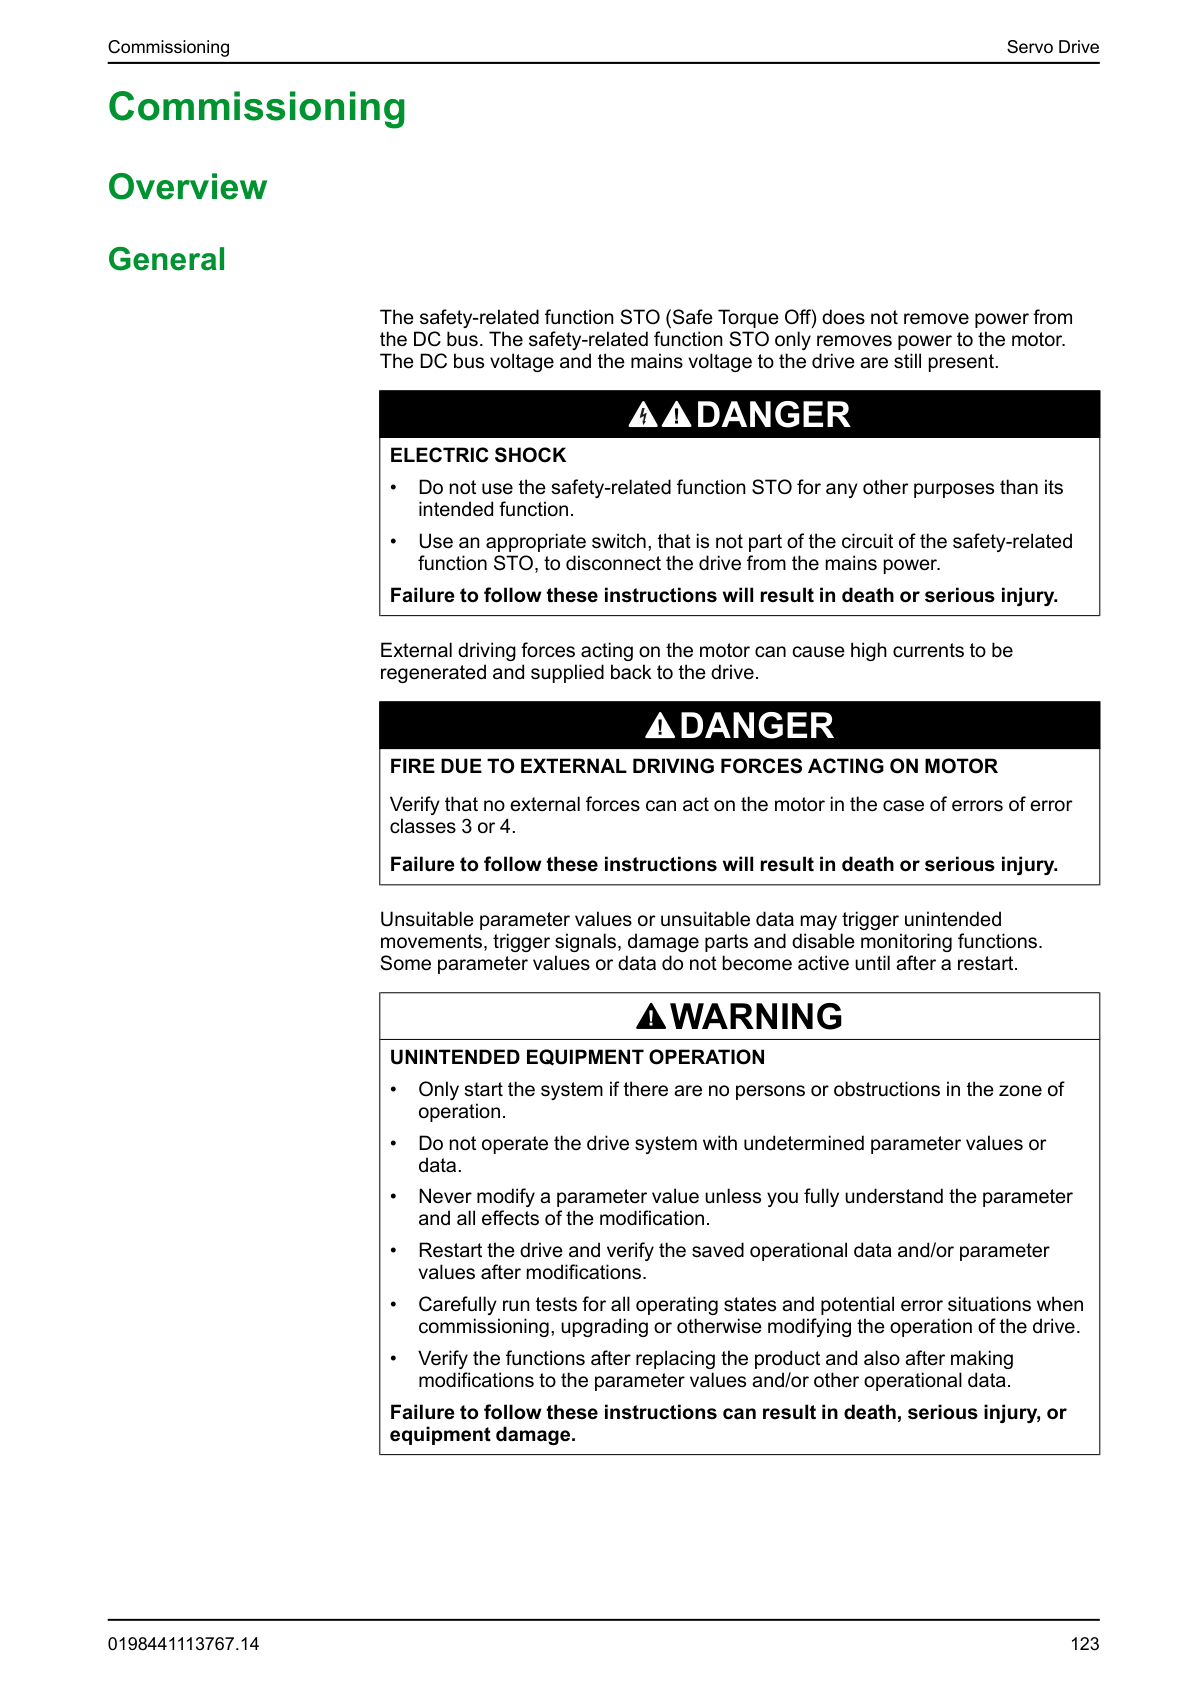 Commissioning Servo Drive
Commissioning
Overview
General
The safety-related function STO (Safe Torque Off) does not remove power from
the DC bus. The safety-related function STO only removes power to the motor.
The DC bus voltage and the mains voltage to the drive are still present.
DANGER
ELECTRIC SHOCK
• Do not use the safety-related function STO for any other purposes than its
intended function.
• Use an appropriate switch, that is not part of the circuit of the safety-related
function STO, to disconnect the drive from the mains power.
Failure to follow these instructions will result in death or serious injury.
External driving forces acting on the motor can cause high currents to be
regenerated and supplied back to the drive.
DANGER
FIRE DUE TO EXTERNAL DRIVING FORCES ACTING ON MOTOR
Verify that no external forces can act on the motor in the case of errors of error
classes 3 or 4.
Failure to follow these instructions will result in death or serious injury.
Unsuitable parameter values or unsuitable data may trigger unintended
movements, trigger signals, damage parts and disable monitoring functions.
Some parameter values or data do not become active until after a restart.
WARNING
UNINTENDED EQUIPMENT OPERATION
• Only start the system if there are no persons or obstructions in the zone of
operation.
• Do not operate the drive system with undetermined parameter values or
data.
• Never modify a parameter value unless you fully understand the parameter
and all effects of the modification.
• Restart the drive and verify the saved operational data and/or parameter
values after modifications.
• Carefully run tests for all operating states and potential error situations when
commissioning, upgrading or otherwise modifying the operation of the drive.
• Verify the functions after replacing the product and also after making
modifications to the parameter values and/or other operational data.
Failure to follow these instructions can result in death, serious injury, or
equipment damage.
0198441113767.14 123